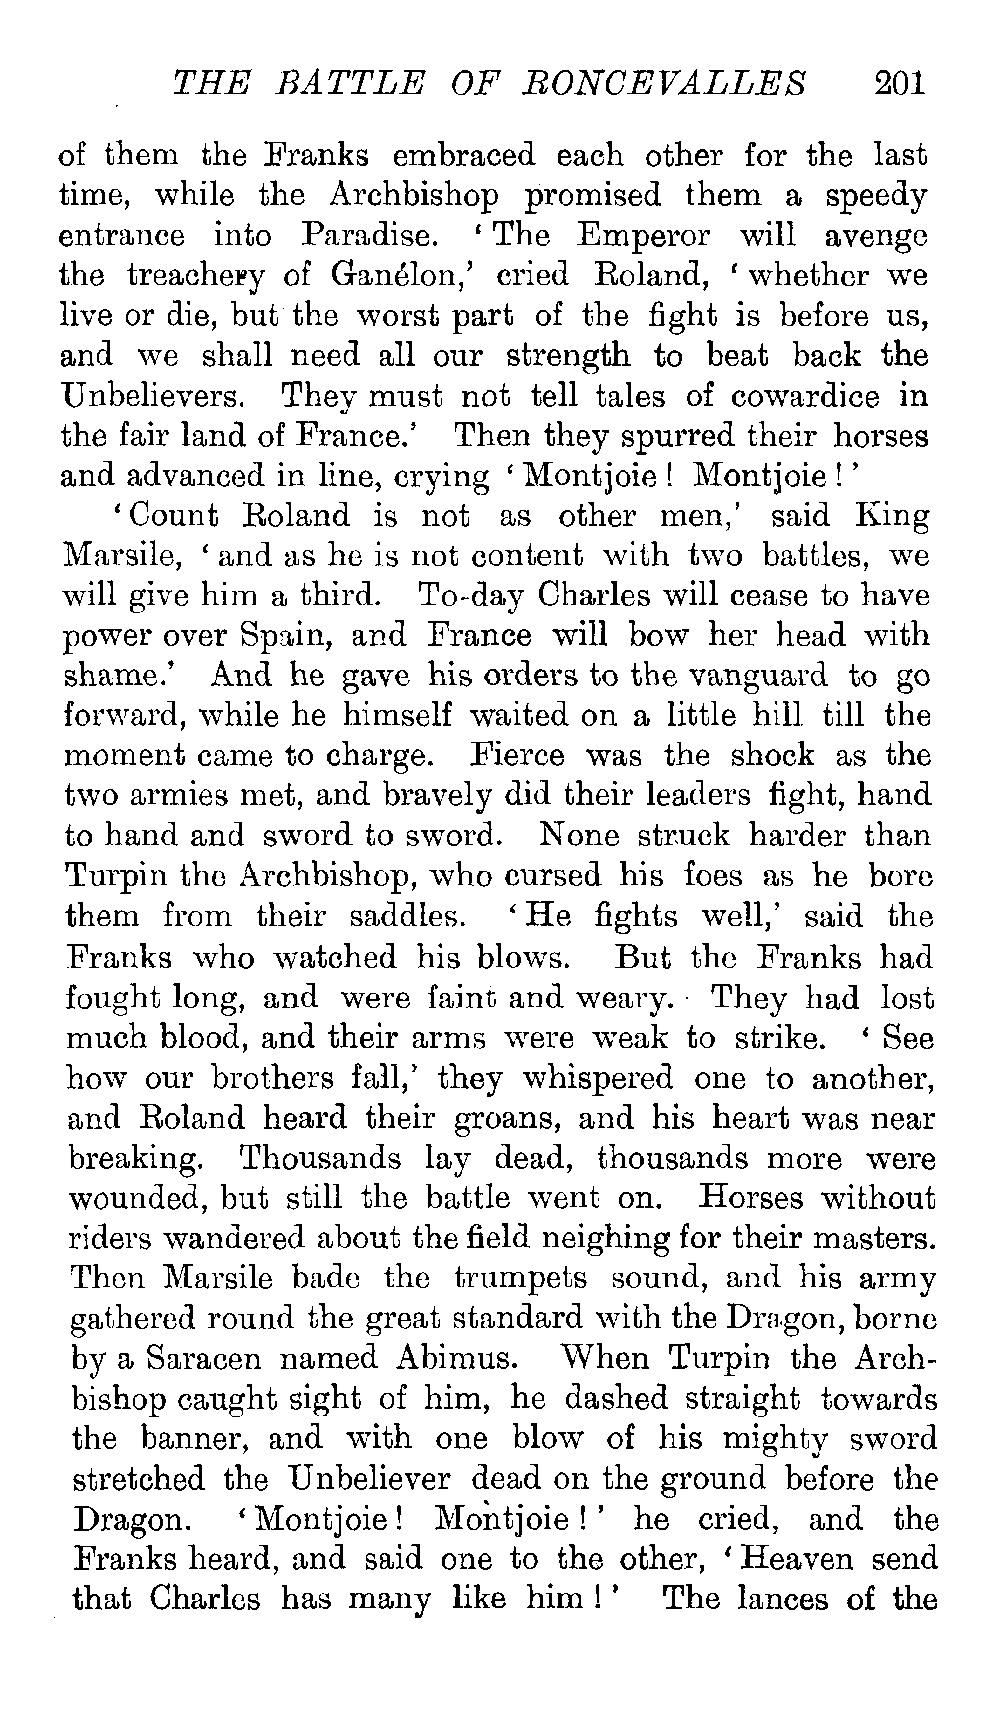 THE BATTLE OF RONCEVALLES 201
of them the Franks embraced each other for the last
time, while the Archbishop promised them a speedy
entrance into Paradise. ‘ The Emperor will avenge
the treachery of Ganélon,’ cried Roland, ‘ whether we
live or die, but the worst part of the fight is before us,
and we shall need all our strength to beat back the
Unbelievers. They must not tell tales of cowardice in
the fair land of France.’ Then they spurred their horses
and advanced in line, crying ‘ Montjoie ! Montjoie ! ’
‘ Count Roland is not as other men,’ said King
Marsile, ‘ and as he is not content with two battles, we
will give him a third. To-day Charles will cease to have
power over Spain, and France will bow her head with
shame.’ And he gave his orders to the vanguard to go
forward, while he himself waited on a little hill till the
moment came to charge. Fierce was the shock as the
two armies met, and bravely did their leaders fight, hand
to hand and sword to sword. None struck harder than
Turpin the Archbishop, who cursed his foes as he bore
them from their saddles. ‘ He fights well,’ said the
Franks who watched his blows. But the Franks had
fought long, and were faint and weary. They had lost
much blood, and their arms were weak to strike. ‘ See
how our brothers fall,’ they whispered one to another,
and Roland heard their groans, and his heart was near
breaking. Thousands lay dead, thousands more were
wounded, but still the battle went on. Horses without
riders wandered about the field neighing for their masters.
Then Marsile bade the trumpets sound, and his army
gathered round the great standard with the Dragon, borne
by a Saracen named Abimus. When Turpin the Arch-
bishop caught sight of him, he dashed straight towards
the banner, and with one blow of his mighty sword
stretched the Unbeliever dead on the ground before the
Dragon. ‘ Montjoie ! Montjoie ! ’ he cried, and the
Franks heard, and said one to the other, ‘ Heaven send
that Charles has many like him ! ’ The lances of the